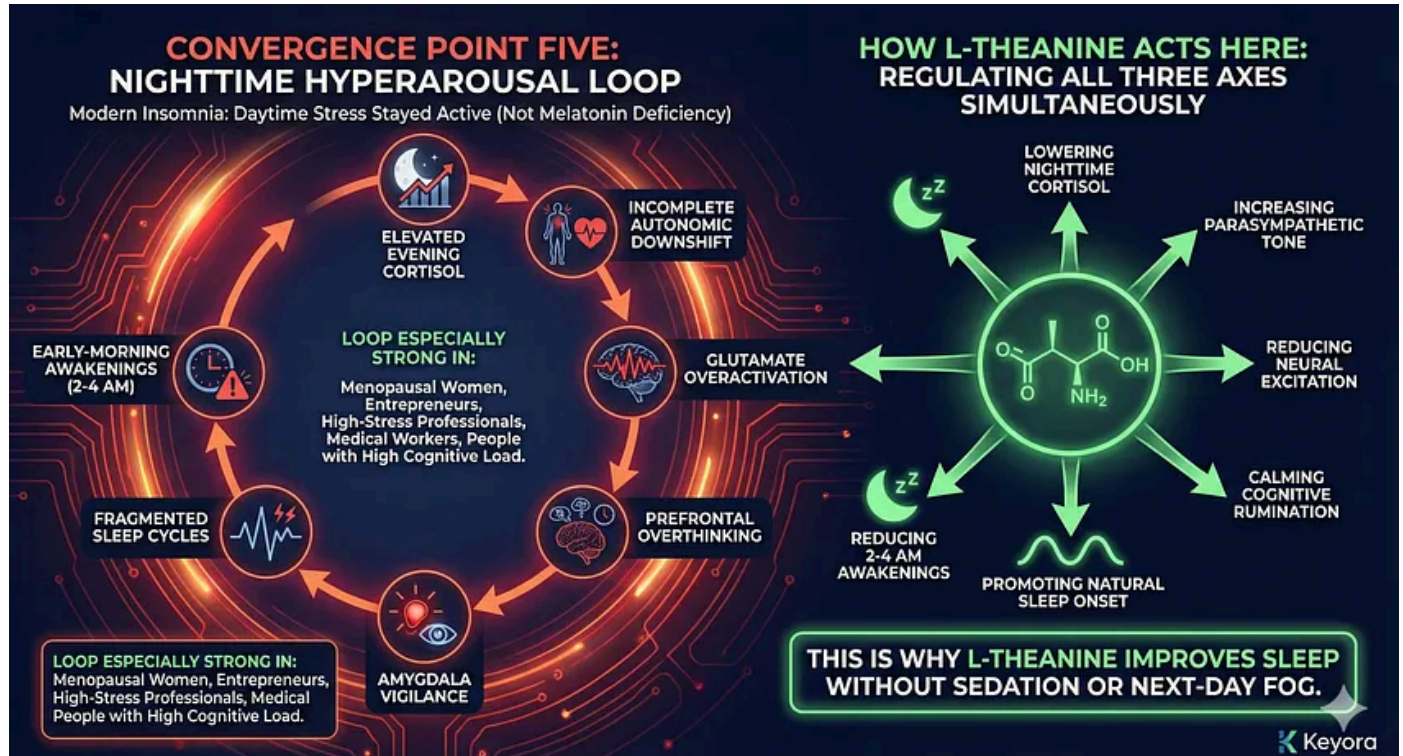 CONVERGENCE POINT FIVE:
NIGHTTIME HYPERAROUSAL LOOP
Modern Insomnia: Daytime Stress Stayed Active (Not Melatonin Deficiency)
ELEVATED
EVENING
CORTISOL
INCOMPLETE
AUTONOMIC
DOWNSHIFT
GLUTAMATE
OVERACTIVATION
PREFRONTAL
OVERTHINKING
AMYGDALA
VIGILANCE
FRAGMENTED
SLEEP CYCLES
EARLY-MORNING
AWAKENINGS
(2-4 AM)
LOOP ESPECIALLY
STRONG IN:
Menopausal Women,
Entrepreneurs,
High-Stress Professionals,
Medical Workers, People
with High Cognitive Load.
LOOP ESPECIALLY STRONG IN:
Menopausal Women, Entrepreneurs,
High-Stress Professionals, Medical
People with High Cognitive Load.
HOW L-THEANINE ACTS HERE:
REGULATING ALL THREE AXES
SIMULTANEOUSLY
LOWERING
NIGHTTIME
CORTISOL
zz
INCREASING
PARASYMPATHETIC
TONE
REDUCING
NEURAL
EXCITATION
CALMING
COGNITIVE
RUMINATION
PROMOTING NATURAL
SLEEP ONSET
zz
REDUCING
2-4 AM
AWAKENINGS
O
O
O
OH
NH₂
THIS IS WHY L-THEANINE IMPROVES SLEEP
WITHOUT SEDATION OR NEXT-DAY FOG.
Keyora